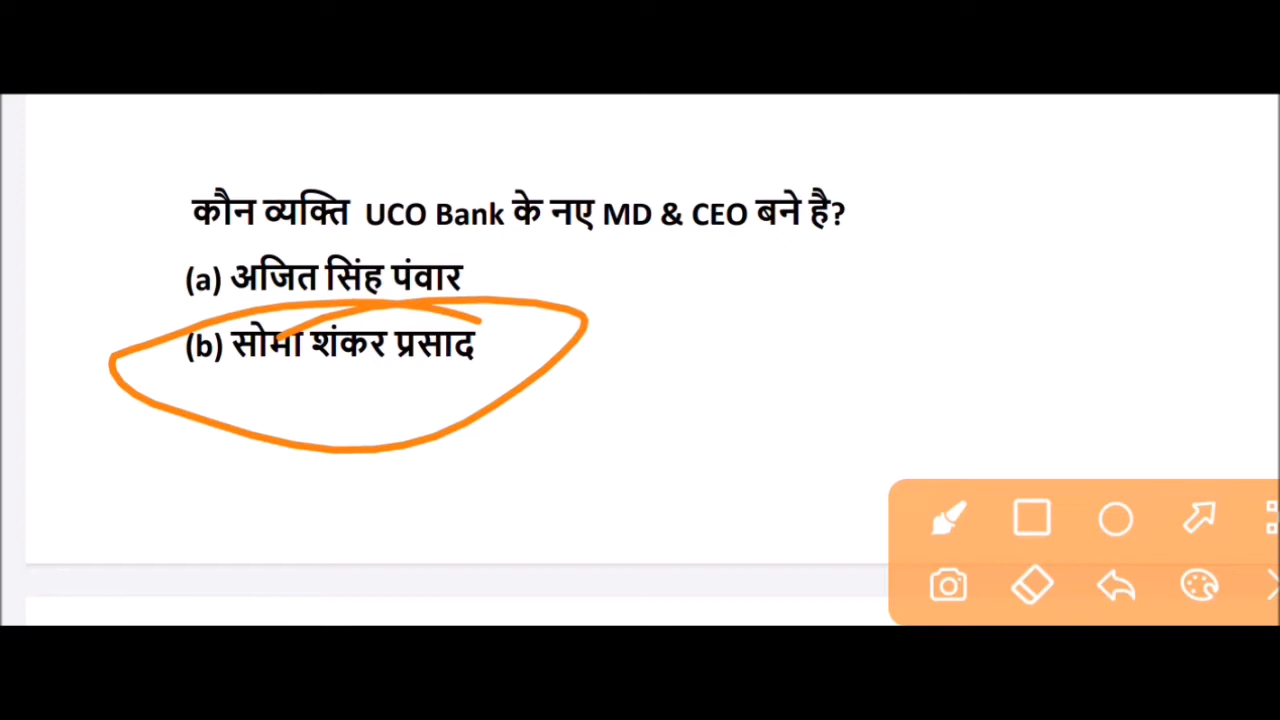 कौन व्यक्ति UCO Bank के नए MD & CEO बने है?
(a) अजित सिंह पंवार
(b) सोमा शंकर प्रसाद